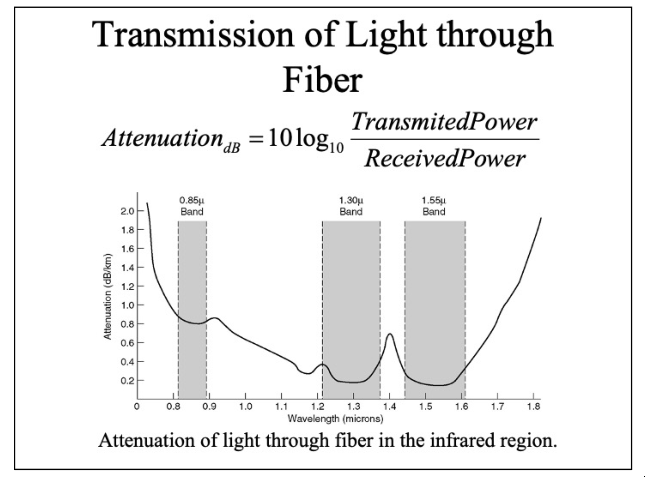 Transmission of Light through
Fiber
TransmitedPower
Attenuation dB = 10 log10
ReceivedPower
0.85μ
Band
1.30μ
Band
1.55μ
Band
2.0
1.8
1.6
1.4
1.2
1.0
0.8
0.6
0.4
0.2
Attenuation (dB/km)
0 0.8 0.9 1.0 1.1 1.2 1.3 1.4 1.5 1.6 1.7 1.8
Wavelength (microns)
Attenuation of light through fiber in the infrared region.